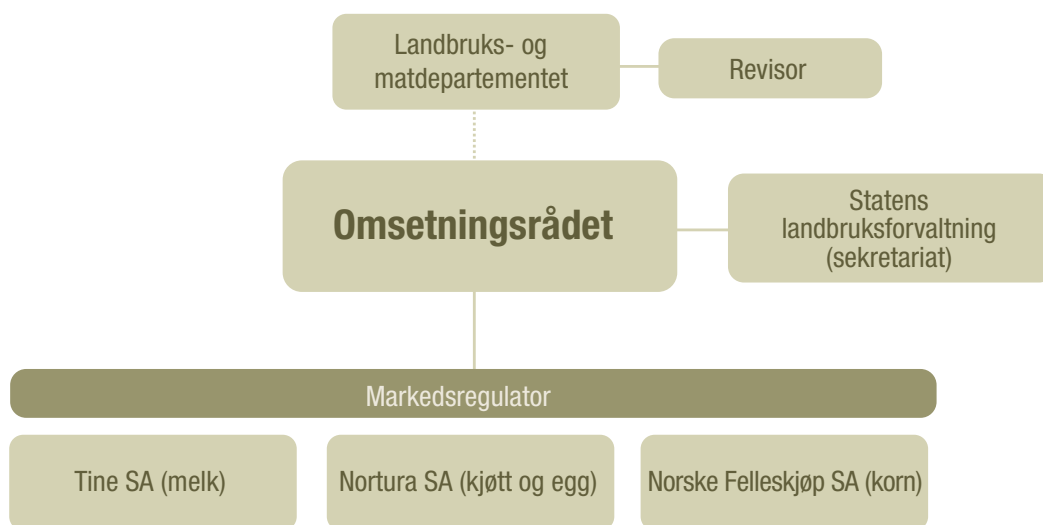 Landbruks- og
matdepartementet
Revisor
Omsetningsrådet
Statens
landbruksforvaltning
(sekretariat)
Markedsregulator
Tine SA (melk)
Nortura SA (kjøtt og egg)
Norske Felleskjøp SA (korn)